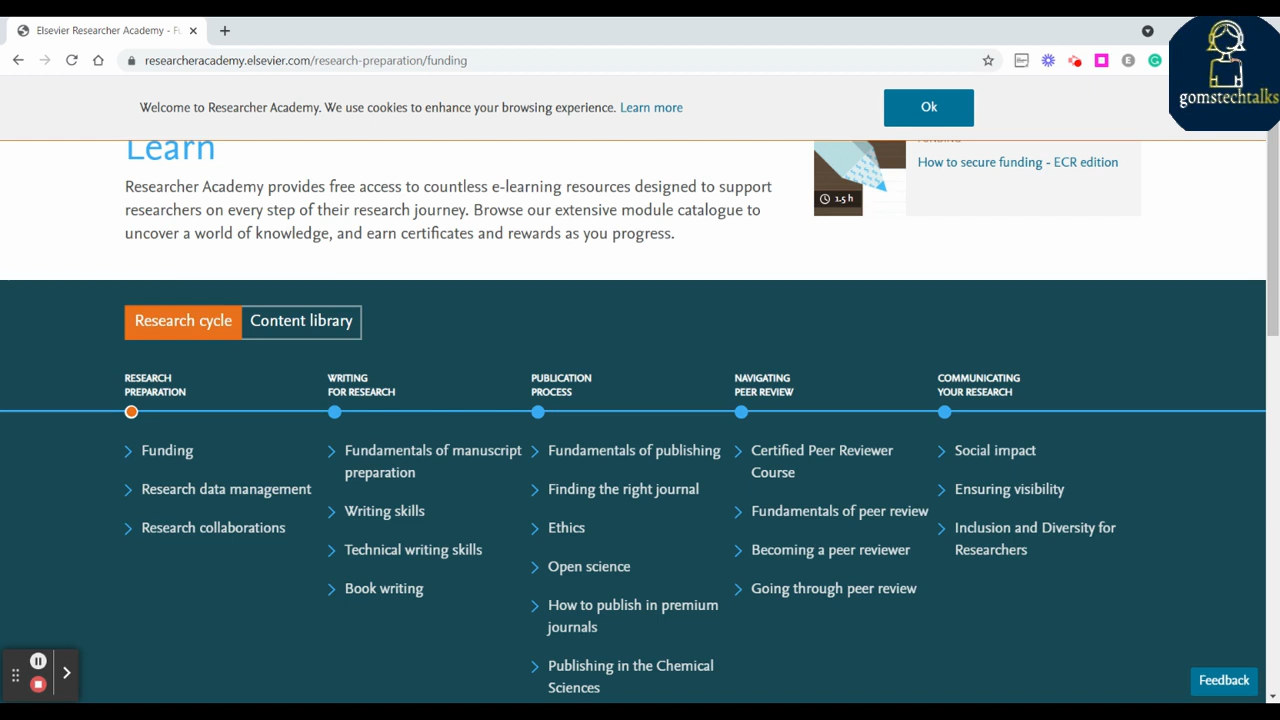 Elsevier Researcher Academy - Fu
researcheracademy.elsevier.com/research-preparation/funding
gomstechtalks
Welcome to Researcher Academy. We use cookies to enhance your browsing experience. Learn more
Ok
Learn
How to secure funding - ECR edition
1.5 h
Researcher Academy provides free access to countless e-learning resources designed to support
researchers on every step of their research journey. Browse our extensive module catalogue to
uncover a world of knowledge, and earn certificates and rewards as you progress.
Research cycle
Content library
RESEARCH
PREPARATION
Funding
Research data management
Research collaborations
WRITING
FOR RESEARCH
Fundamentals of manuscript
preparation
Writing skills
Technical writing skills
Book writing
PUBLICATION
PROCESS
Fundamentals of publishing
Finding the right journal
Ethics
Open science
How to publish in premium
journals
Publishing in the Chemical
Sciences
NAVIGATING
PEER REVIEW
Certified Peer Reviewer
Course
Fundamentals of peer review
Becoming a peer reviewer
Going through peer review
COMMUNICATING
YOUR RESEARCH
Social impact
Ensuring visibility
Inclusion and Diversity for
Researchers
Feedback